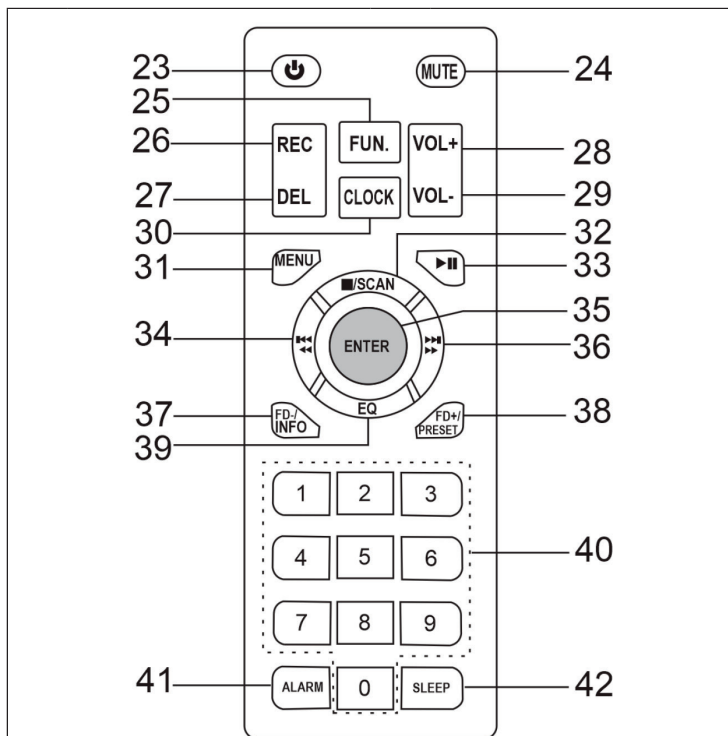 23 MUTE 24
25
26 REC FUN. VOL+ 28
27 DEL CLOCK VOL- 29
30 32
31 MENU 33
■/SCAN
34 ENTER 35
36
37 FD-/ EQ FD+/ 38
INFO PRESET
39
1 2 3
4 5 6 40
7 8 9
41 ALARM 0 SLEEP 42